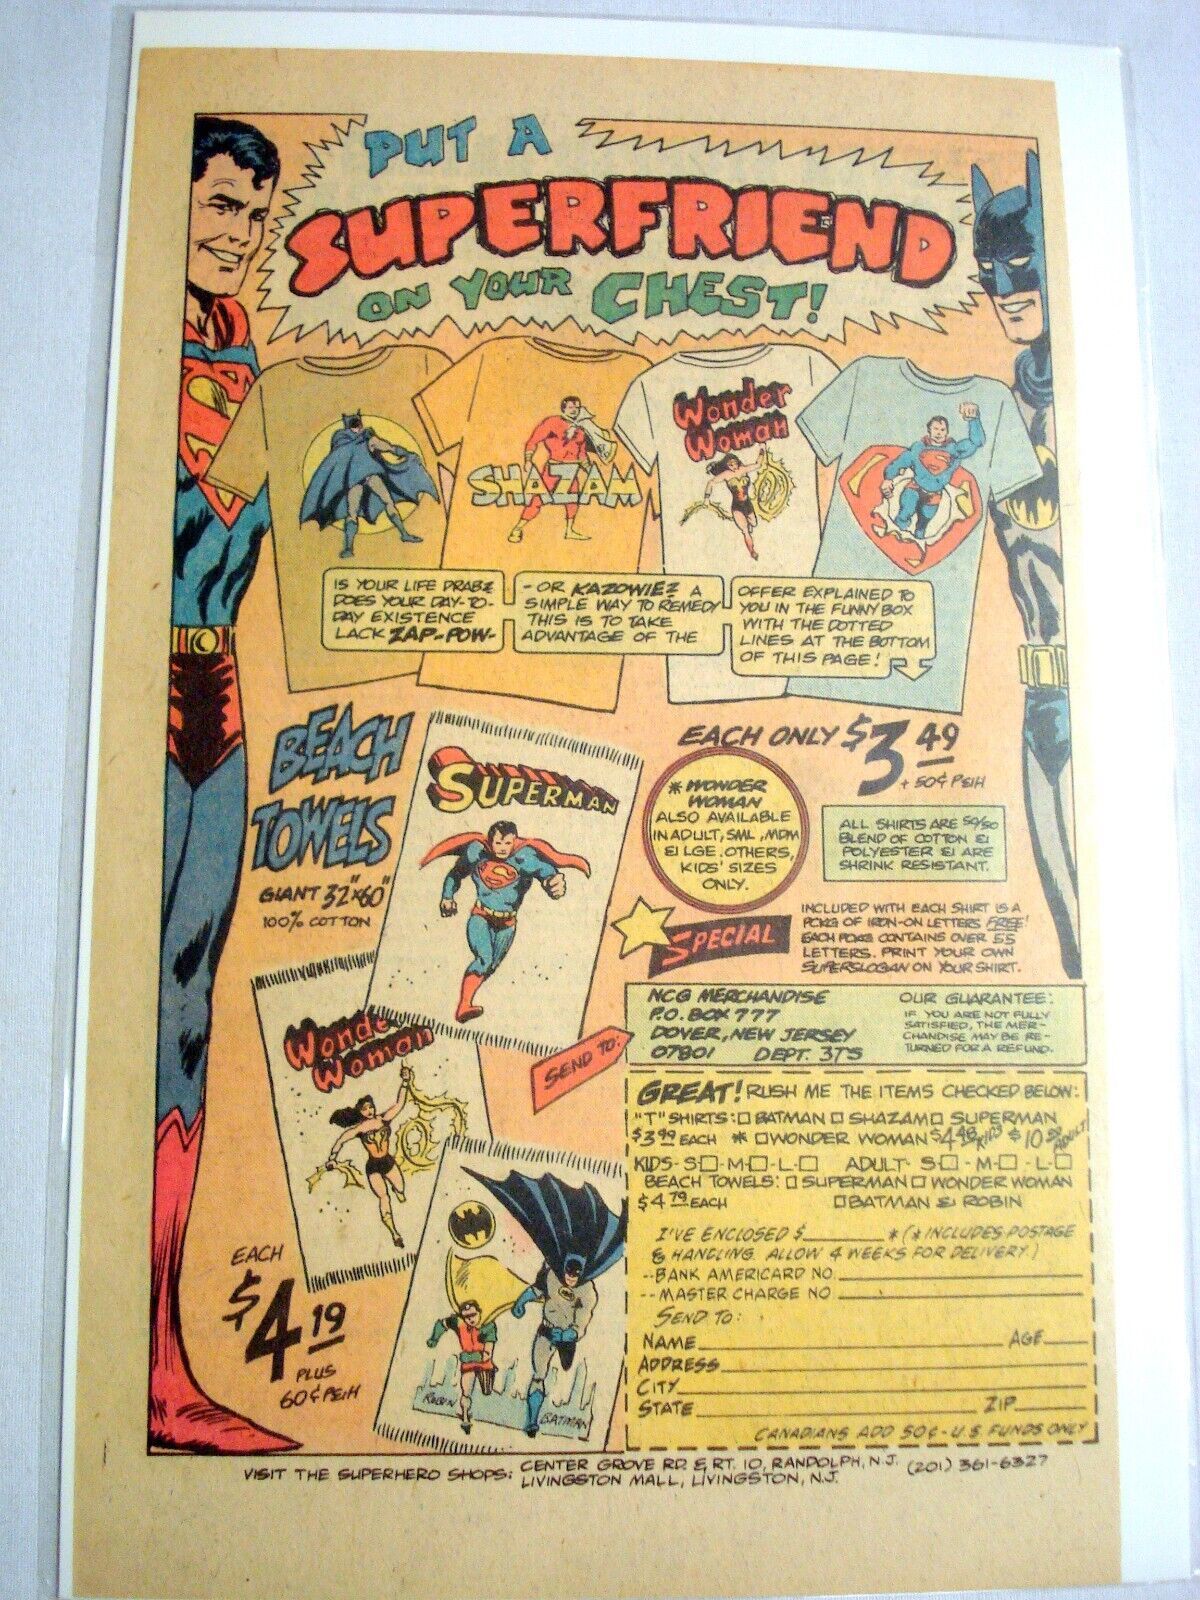 PUT A
SUPERFRIEND
ON YOUR CHEST!
SHAZAM
Wonder
Woman
IS YOUR LIFE DRAB?
DOES YOUR DAY-TO-
DAY EXISTENCE
LACK ZAP-POW-
-OR KAZOWIE? A
SIMPLE WAY TO REMEDY
THIS IS TO TAKE
ADVANTAGE OF THE
OFFER EXPLAINED TO
YOU IN THE FUNNY BOX
WITH THE DOTTED
LINES AT THE BOTTOM
OF THIS PAGE!
BEACH
TOWELS
GIANT 32"x60"
100% COTTON
SUPERMAN
EACH ONLY $3.49
+ 50¢ P&H
* WONDER
WOMAN
ALSO AVAILABLE
IN ADULT, SML, MDM
& LGE. OTHERS,
KIDS' SIZES
ONLY.
ALL SHIRTS ARE 50/50
BLEND OF COTTON &
POLYESTER & ARE
SHRINK RESISTANT.
SPECIAL
INCLUDED WITH EACH SHIRT IS A
PCKG OF IRON-ON LETTERS FREE!
EACH PCKG CONTAINS OVER 55
LETTERS. PRINT YOUR OWN
SUPERSLOGAN ON YOUR SHIRT.
Wonde
Woman
SEND TO:
NCG MERCHANDISE
P.O. BOX 777
DOVER, NEW JERSEY
07801 DEPT. 3TS
OUR GUARANTEE:
IF YOU ARE NOT FULLY
SATISFIED, THE MER-
CHANDISE MAY BE RE-
TURNED FOR A REFUND.
GREAT! RUSH ME THE ITEMS CHECKED BELOW:
"T" SHIRTS: □ BATMAN □ SHAZAM □ SUPERMAN
$3.99 EACH * □ WONDER WOMAN $4.48 KIDS $10.50 ADULT!
KIDS - S□ - M□ - L□ ADULT - S□ - M□ - L□
BEACH TOWELS: □ SUPERMAN □ WONDER WOMAN
$4.79 EACH □ BATMAN & ROBIN
I'VE ENCLOSED $________ * (* INCLUDES POSTAGE
& HANDLING. ALLOW 4 WEEKS FOR DELIVERY.)
--BANK AMERICARD NO.
--MASTER CHARGE NO
SEND TO:
NAME AGE
ADDRESS
CITY
STATE ZIP
CANADIANS ADD 50¢ - U.S FUNDS ONLY
EACH
$4.19
PLUS
60¢ P&H
ROBIN
BATMAN
VISIT THE SUPERHERO SHOPS: CENTER GROVE RD. & RT. 10, RANDOLPH, N.J. (201) 361-6327
LIVINGSTON MALL, LIVINGSTON, N.J.